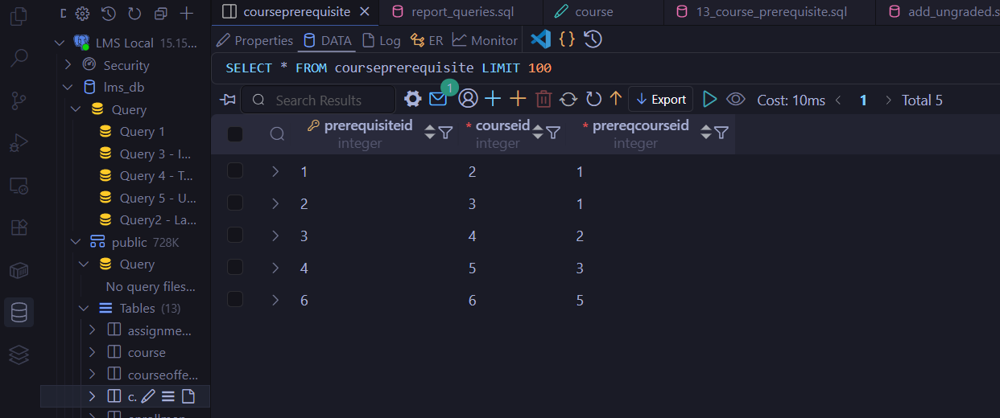 courseprerequisite
report_queries.sql
course
13_course_prerequisite.sql
add_ungraded.s
LMS Local 15.15...
Security
lms_db
Query
Query 1
Query 3 - I...
Query 4 - T...
Query 5 - U...
Query2 - La...
public 728K
Query
No query files...
Tables (13)
assignme...
course
courseoffe...
c.
Properties DATA Log ER Monitor
SELECT * FROM courseprerequisite LIMIT 100
Search Results 1 Export Cost: 10ms 1 Total 5
prerequisiteid * courseid * prereqcourseid
integer integer integer
1 2 1
2 3 1
3 4 2
4 5 3
6 6 5